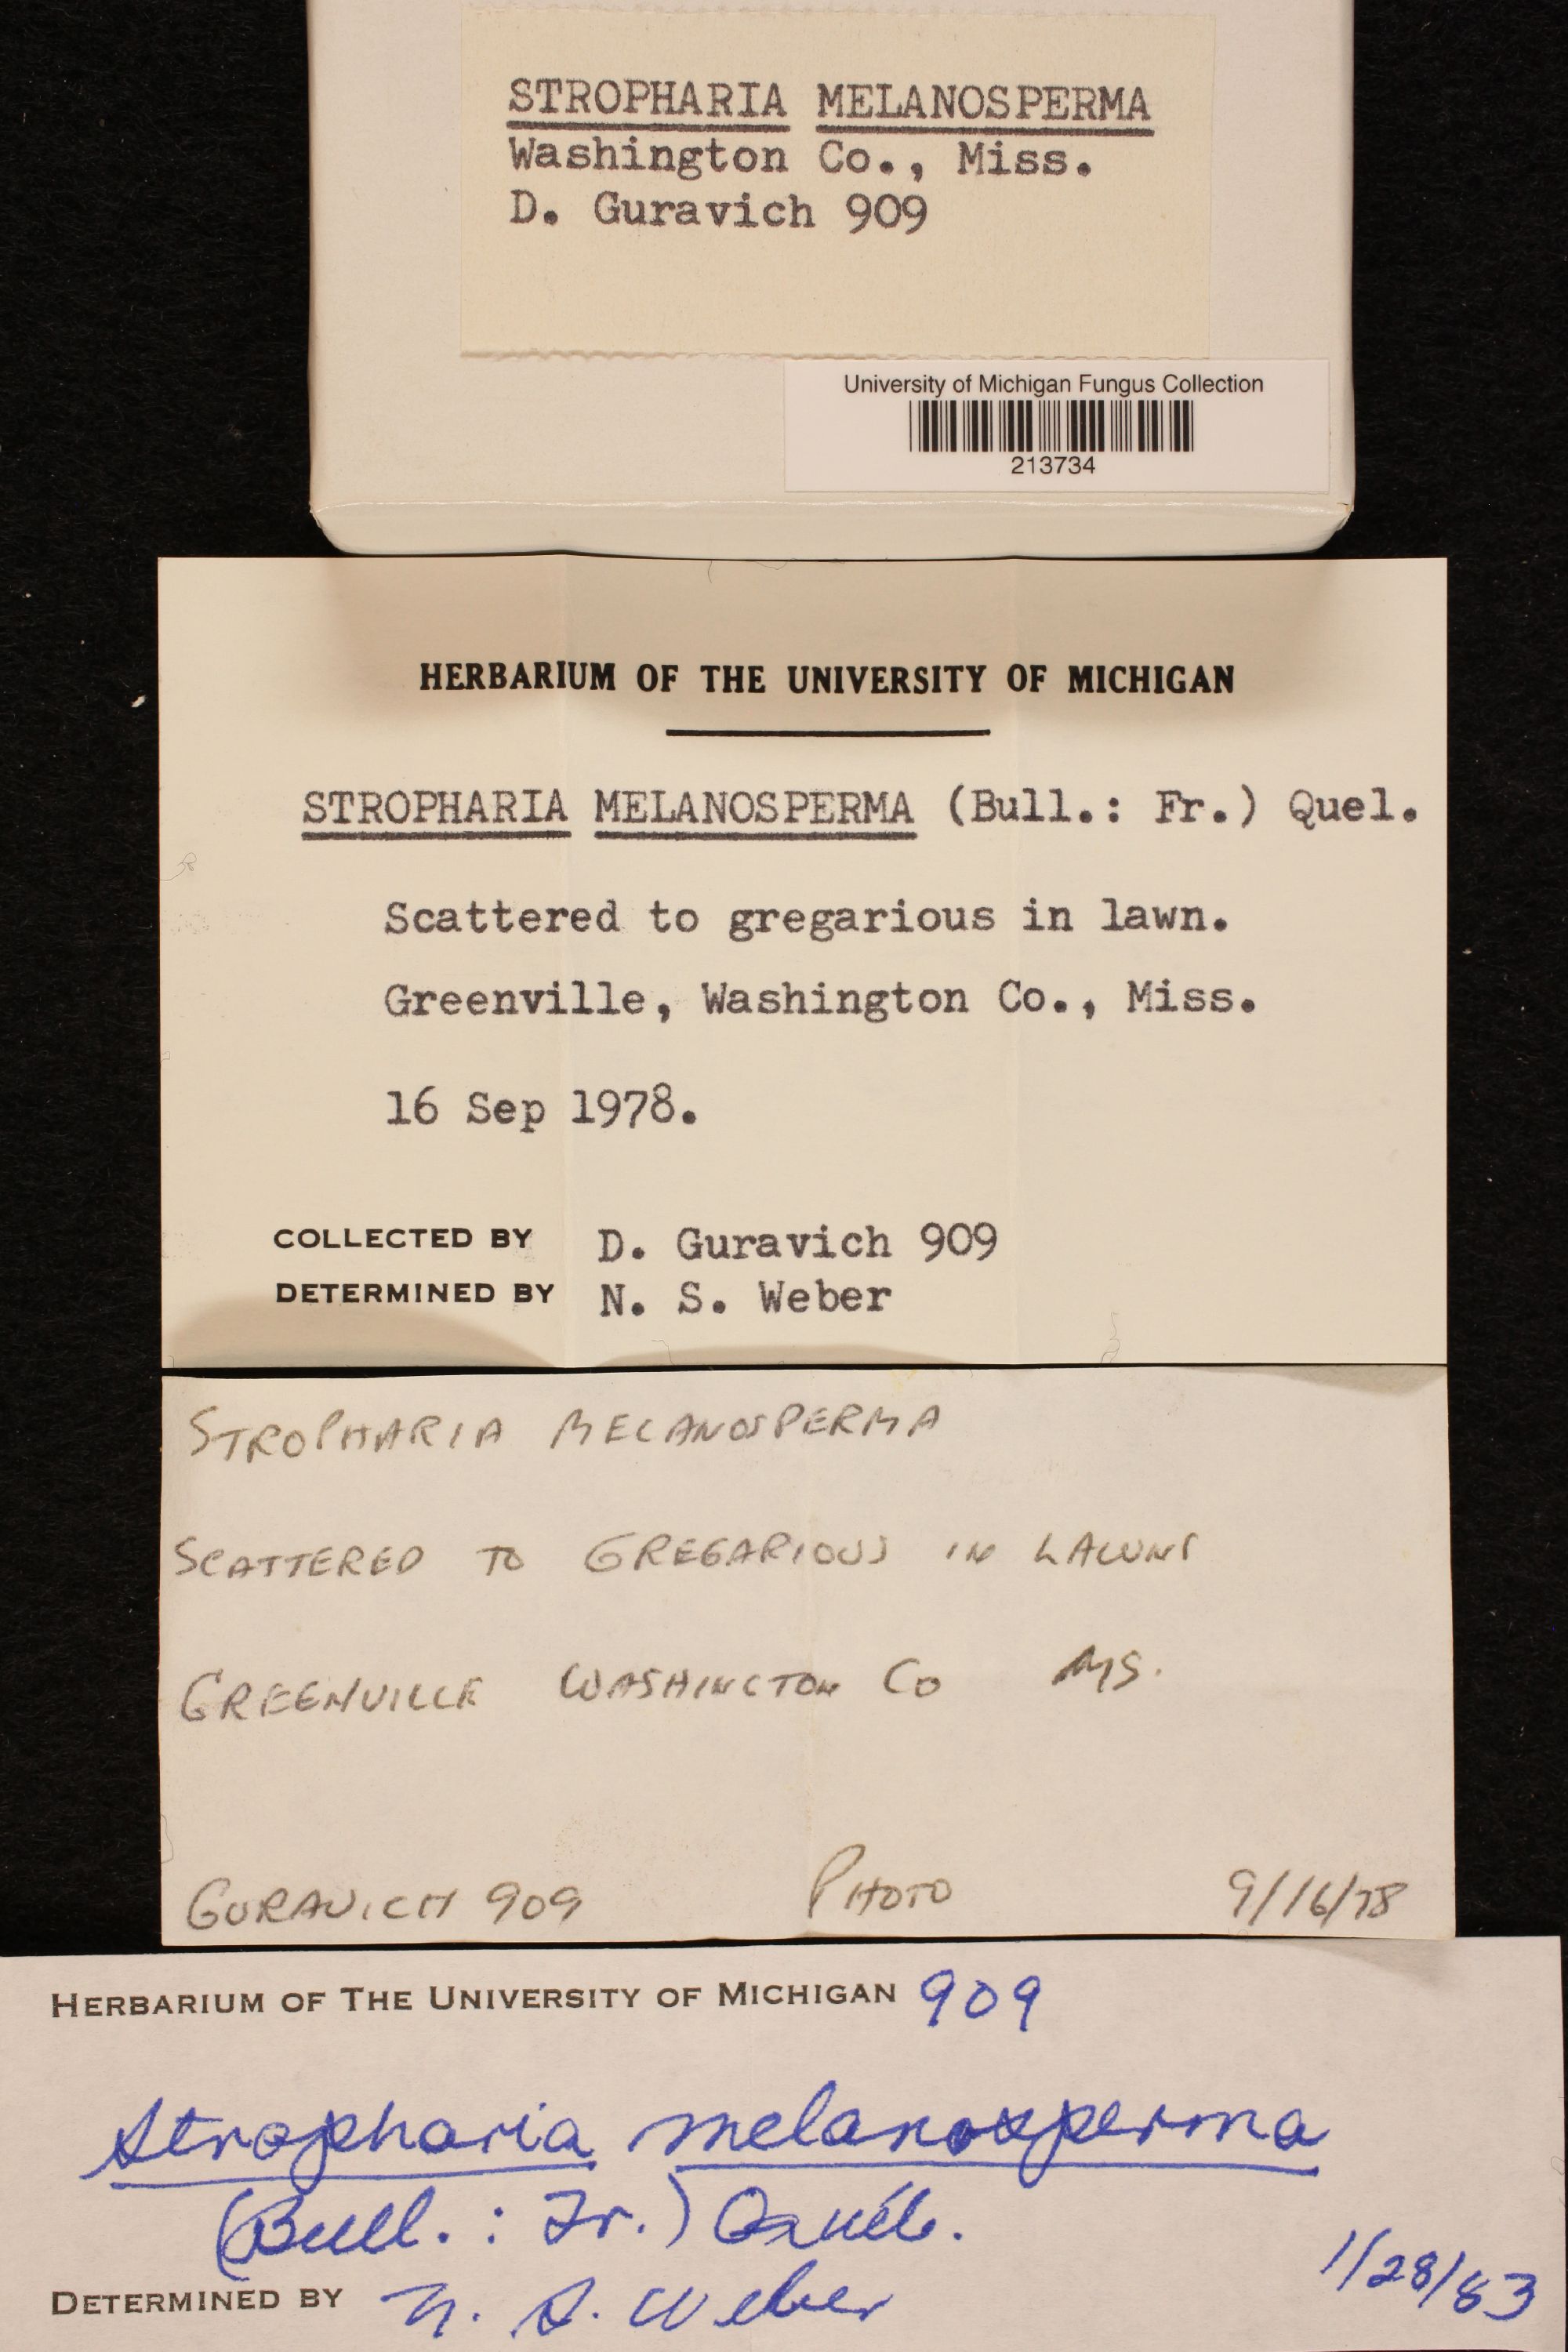 STROPHARIA MELANOSPERMA
Washington Co., Miss.
D. Guravich 909
University of Michigan Fungus Collection
213734
HERBARIUM OF THE UNIVERSITY OF MICHIGAN
STROPHARIA MELANOSPERMA (Bull.: Fr.) Quel.
Scattered to gregarious in lawn.
Greenville, Washington Co., Miss.
16 Sep 1978.
COLLECTED BY D. Guravich 909
DETERMINED BY N. S. Weber
STROPHARIA MELANOSPERMA
SCATTERED TO GREGARIOUS IN LAWNS
GREENVILLE WASHINGTON CO MS.
GURAVICH 909 PHOTO 9/16/78
HERBARIUM OF THE UNIVERSITY OF MICHIGAN 909
Stropharia melanosperma
(Bull. : Fr.) Quél.
1/28/83
DETERMINED BY N. S. Weber